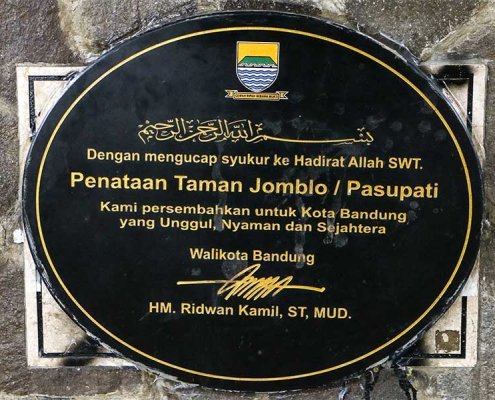 بسم الله الرحمن الرحيم
Dengan mengucap syukur ke Hadirat Allah SWT.
Penataan Taman Jomblo / Pasupati
Kami persembahkan untuk Kota Bandung
yang Unggul, Nyaman dan Sejahtera
Walikota Bandung
HM. Ridwan Kamil, ST, MUD.